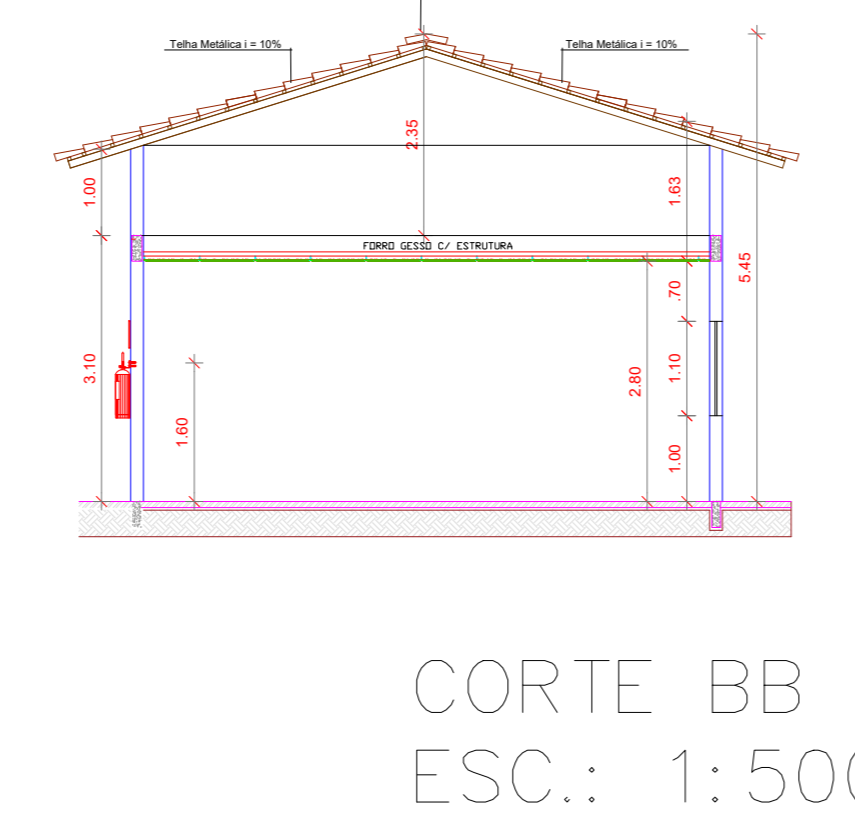 Telha Metálica i = 10%
Telha Metálica i = 10%
2.35
1.00
1.63
FORRO GESSO C/ ESTRUTURA
5.45
.70
3.10
1.10
2.80
1.60
1.00
CORTE BB
ESC.: 1:500